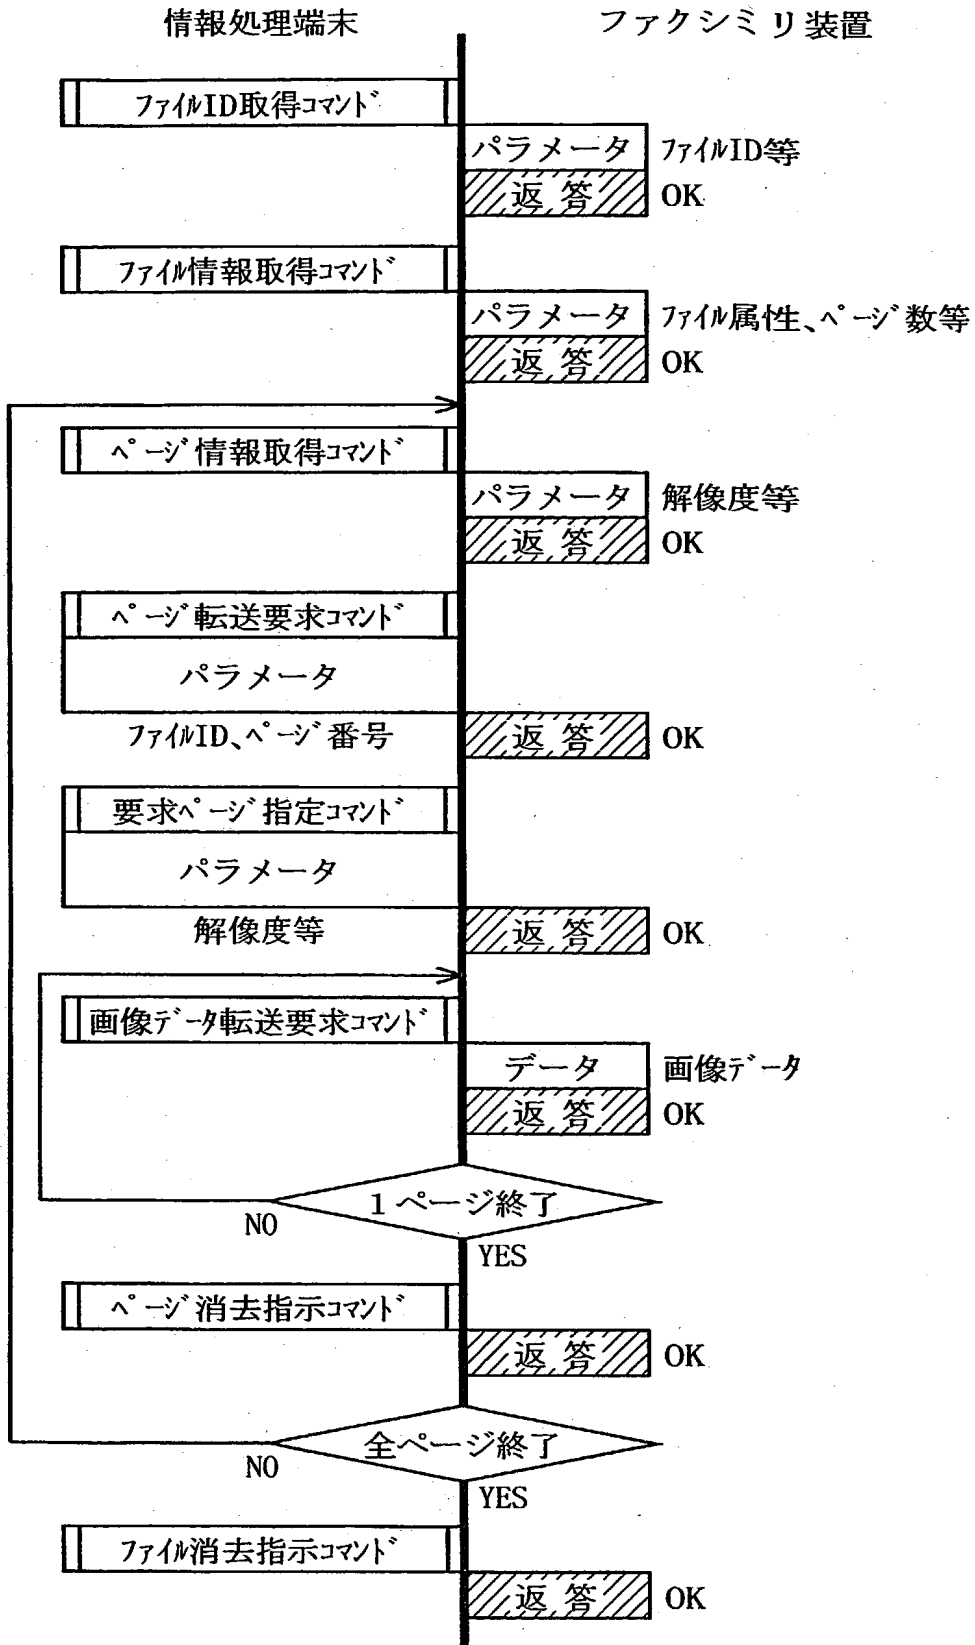 情報処理端末 ファクシミリ装置
ファイルID取得コマンド
パラメータ ファイルID等
返答 OK
ファイル情報取得コマンド
パラメータ ファイル属性、ページ数等
返答 OK
ページ情報取得コマンド
パラメータ 解像度等
返答 OK
ページ転送要求コマンド
パラメータ
ファイルID、ページ番号 返答 OK
要求ページ指定コマンド
パラメータ
解像度等 返答 OK
画像データ転送要求コマンド
データ 画像データ
返答 OK
1ページ終了
NO
YES
ページ消去指示コマンド
返答 OK
全ページ終了
NO
YES
ファイル消去指示コマンド
返答 OK